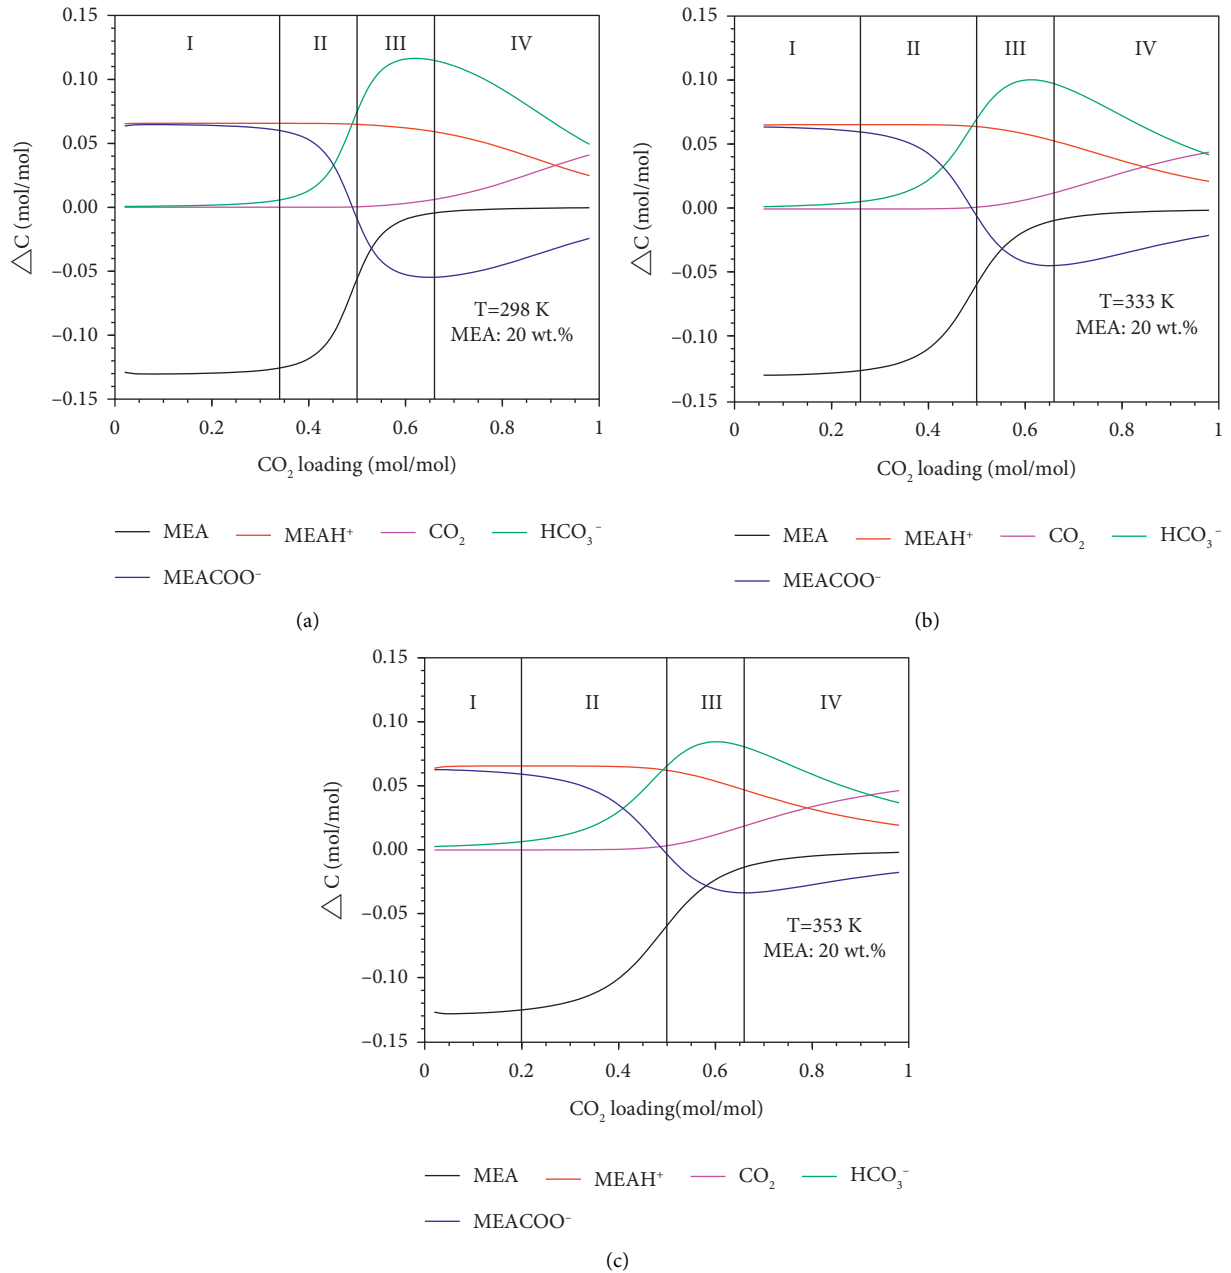 0.15
0.10
0.05
0.00
–0.05
–0.10
–0.15
△C (mol/mol)
I II III IV
T=298 K
MEA: 20 wt.%
0 0.2 0.4 0.6 0.8 1
CO₂ loading (mol/mol)
MEA MEAH⁺ CO₂ HCO₃⁻
MEACOO⁻
(a)
0.15
0.10
0.05
0.00
–0.05
–0.10
–0.15
△C (mol/mol)
I II III IV
T=333 K
MEA: 20 wt.%
0 0.2 0.4 0.6 0.8 1
CO₂ loading (mol/mol)
MEA MEAH⁺ CO₂ HCO₃⁻
MEACOO⁻
(b)
0.15
0.10
0.05
0.00
–0.05
–0.10
–0.15
△ C (mol/mol)
I II III IV
T=353 K
MEA: 20 wt.%
0 0.2 0.4 0.6 0.8 1
CO₂ loading(mol/mol)
MEA MEAH⁺ CO₂ HCO₃⁻
MEACOO⁻
(c)